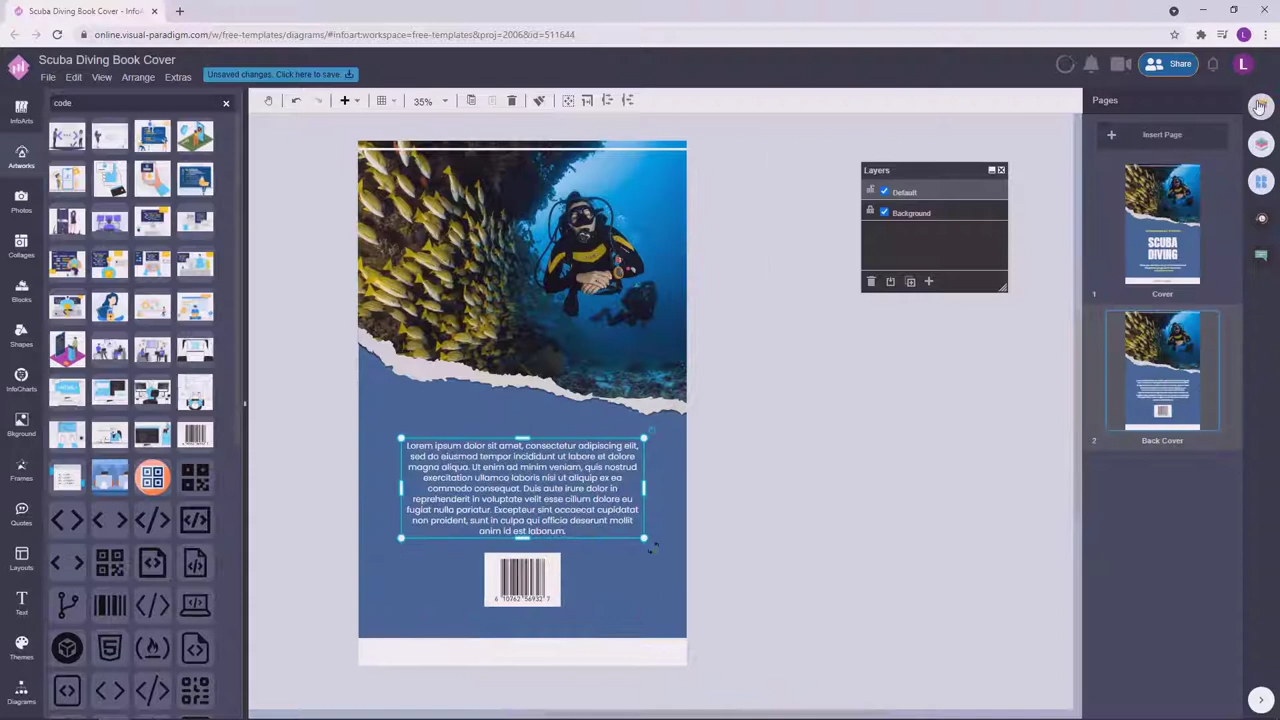 Scuba Diving Book Cover - InfoA
online.visual-paradigm.com/w/free-templates/diagrams/#infoart:workspace=free-templates&proj=2006&id=511644
L
Scuba Diving Book Cover
File Edit View Arrange Extras
Unsaved changes. Click here to save.
Share
L
InfoArts
Artworks
Photos
Collages
Blocks
Shapes
InfoCharts
Bkground
Frames
Quotes
Layouts
Text
Themes
Diagrams
code
35%
Layers
Default
Background
Lorem ipsum dolor sit amet, consectetur adipiscing elit,
sed do eiusmod tempor incididunt ut labore et dolore
magna aliqua. Ut enim ad minim veniam, quis nostrud
exercitation ullamco laboris nisi ut aliquip ex ea
commodo consequat. Duis aute irure dolor in
reprehenderit in voluptate velit esse cillum dolore eu
fugiat nulla pariatur. Excepteur sint occaecat cupidatat
non proident, sunt in culpa qui officia deserunt mollit
anim id est laborum.
6 10762 56932 7
Pages
Insert Page
SCUBA
DIVING
1 Cover
2 Back Cover